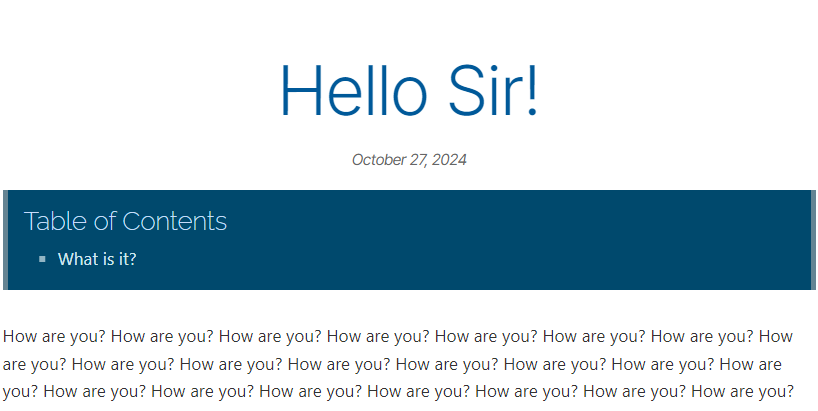 Hello Sir!
October 27, 2024
Table of Contents
What is it?
How are you? How are you? How are you? How are you? How are you? How are you? How are you? How
are you? How are you? How are you? How are you? How are you? How are you? How are you? How are
you? How are you? How are you? How are you? How are you? How are you? How are you? How are you?